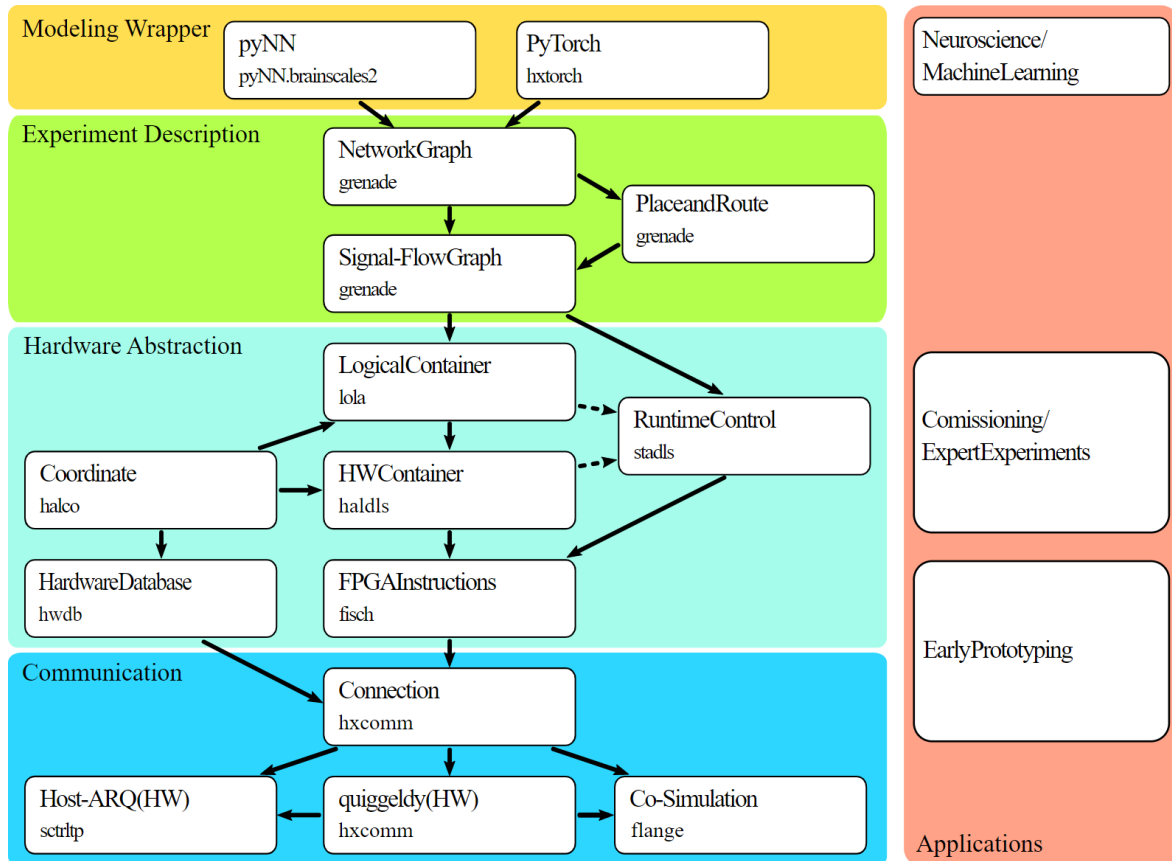 Modeling Wrapper
pyNN
pyNN.brainscales2
PyTorch
hxtorch
Experiment Description
NetworkGraph
grenade
PlaceandRoute
grenade
Signal-FlowGraph
grenade
Hardware Abstraction
LogicalContainer
lola
RuntimeControl
stadls
Coordinate
halco
HWContainer
haldls
HardwareDatabase
hwdb
FPGAInstructions
fisch
Communication
Connection
hxcomm
Host-ARQ(HW)
sctrltp
quiggeldy(HW)
hxcomm
Co-Simulation
flange
Neuroscience/
MachineLearning
Comissioning/
ExpertExperiments
EarlyPrototyping
Applications